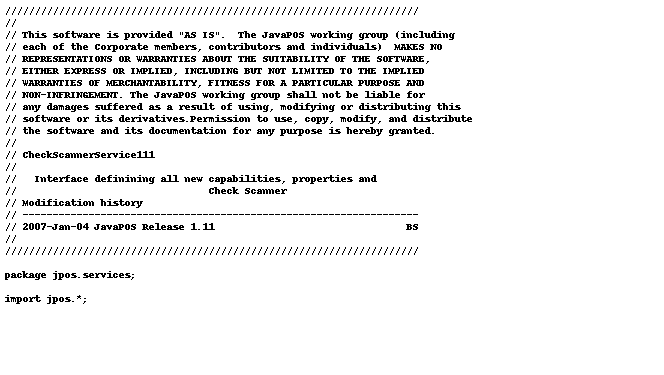 //////////////////////////////////////////////////////////////////////
//
// This software is provided "AS IS".  The JavaPOS working group (including
// each of the Corporate members, contributors and individuals)  MAKES NO
// REPRESENTATIONS OR WARRANTIES ABOUT THE SUITABILITY OF THE SOFTWARE,
// EITHER EXPRESS OR IMPLIED, INCLUDING BUT NOT LIMITED TO THE IMPLIED
// WARRANTIES OF MERCHANTABILITY, FITNESS FOR A PARTICULAR PURPOSE AND
// NON-INFRINGEMENT. The JavaPOS working group shall not be liable for
// any damages suffered as a result of using, modifying or distributing this
// software or its derivatives.Permission to use, copy, modify, and distribute
// the software and its documentation for any purpose is hereby granted.
//
// CheckScannerService111
//
//   Interface definining all new capabilities, properties and
//                                Check Scanner
// Modification history
// ------------------------------------------------------------------
// 2007-Jan-04 JavaPOS Release 1.11                                BS
//
//////////////////////////////////////////////////////////////////////
package jpos.services;
import jpos.*;